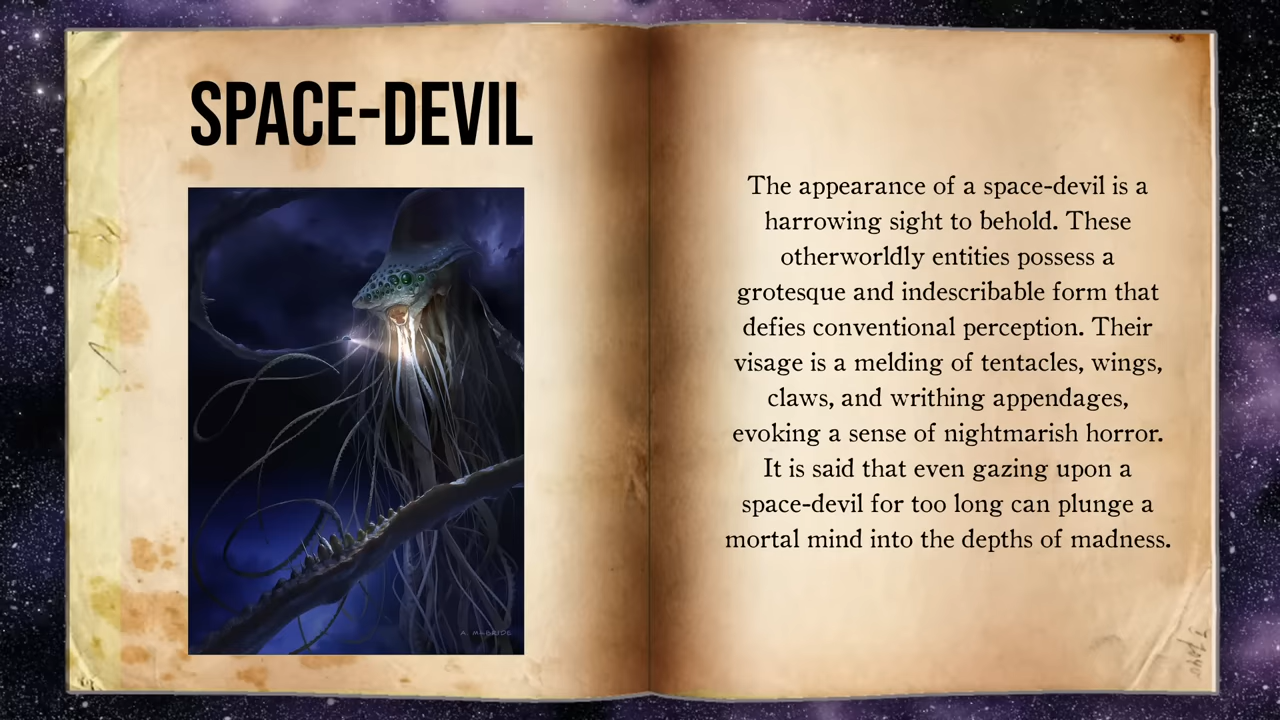 SPACE-DEVIL
A. McBRIDE
The appearance of a space-devil is a
harrowing sight to behold. These
otherworldly entities possess a
grotesque and indescribable form that
defies conventional perception. Their
visage is a melding of tentacles, wings,
claws, and writhing appendages,
evoking a sense of nightmarish horror.
It is said that even gazing upon a
space-devil for too long can plunge a
mortal mind into the depths of madness.